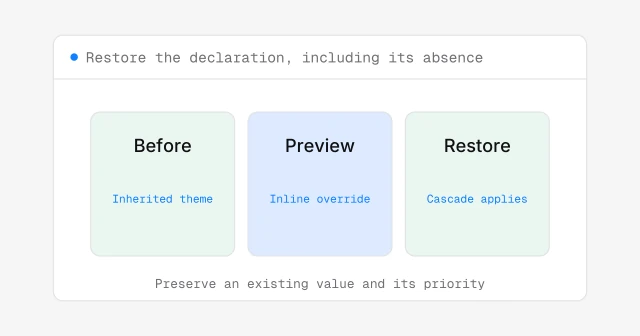 Restore the declaration, including its absence
Before
Preview
Restore
Inherited theme
Inline override
Cascade applies
Preserve an existing value and its priority